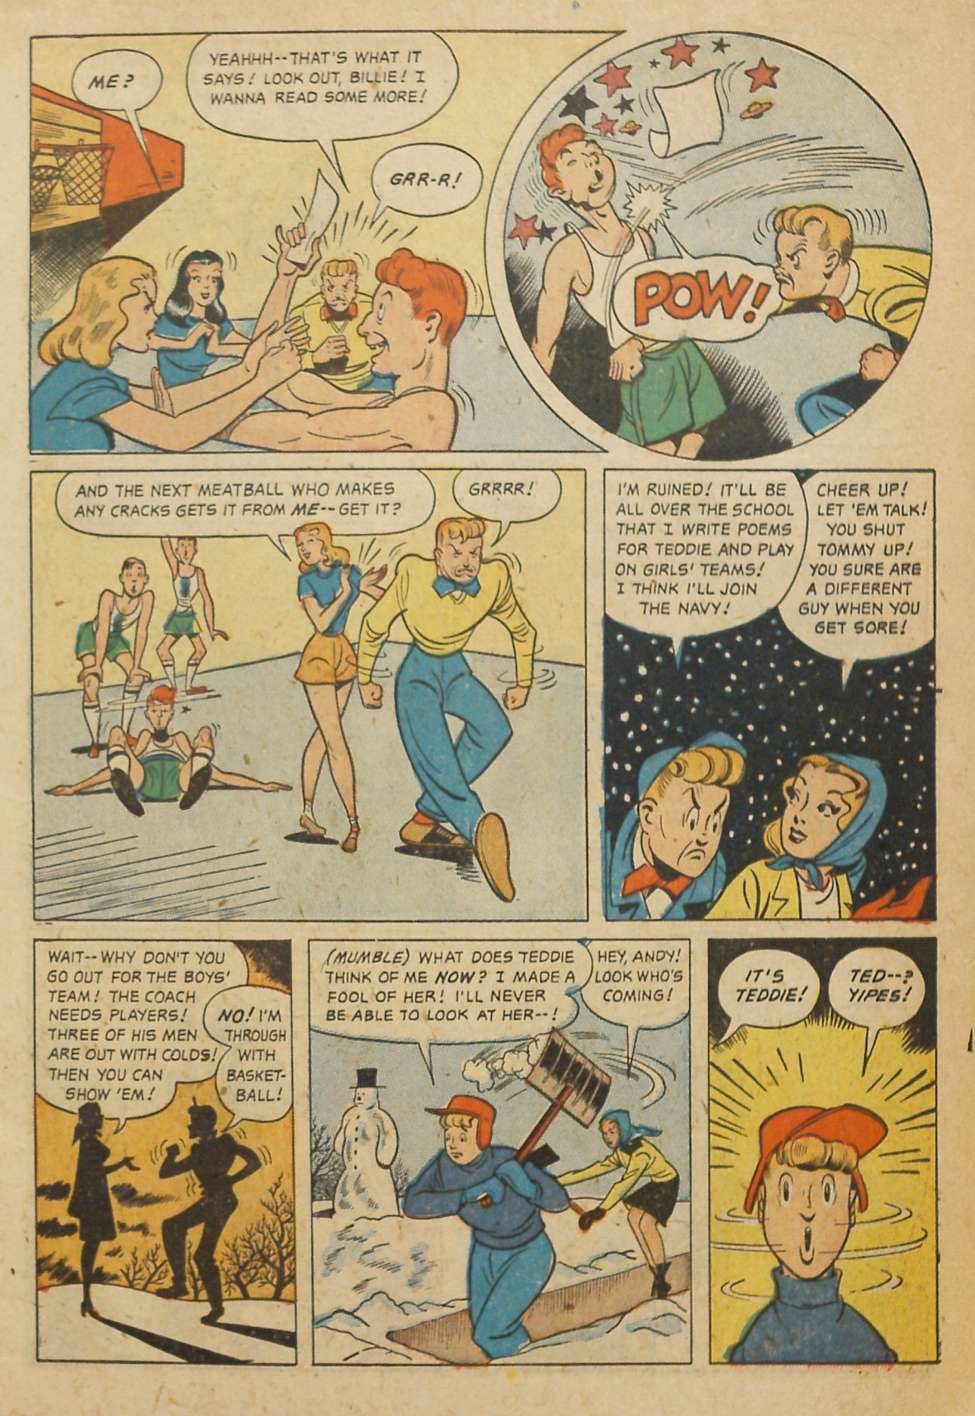 ME?
YEAHHH--THAT'S WHAT IT
SAYS! LOOK OUT, BILLIE! I
WANNA READ SOME MORE!
GRR-R!
POW!
AND THE NEXT MEATBALL WHO MAKES
ANY CRACKS GETS IT FROM ME--GET IT?
GRRRR!
I'M RUINED! IT'LL BE
ALL OVER THE SCHOOL
THAT I WRITE POEMS
FOR TEDDIE AND PLAY
ON GIRLS' TEAMS!
I THINK I'LL JOIN
THE NAVY!
CHEER UP!
LET 'EM TALK!
YOU SHUT
TOMMY UP!
YOU SURE ARE
A DIFFERENT
GUY WHEN YOU
GET SORE!
WAIT--WHY DON'T YOU
GO OUT FOR THE BOYS'
TEAM! THE COACH
NEEDS PLAYERS!
THREE OF HIS MEN
ARE OUT WITH COLDS!
THEN YOU CAN
SHOW 'EM!
NO! I'M
THROUGH
WITH
BASKET-
BALL!
(MUMBLE) WHAT DOES TEDDIE
THINK OF ME NOW? I MADE A
FOOL OF HER! I'LL NEVER
BE ABLE TO LOOK AT HER--!
HEY, ANDY!
LOOK WHO'S
COMING!
IT'S
TEDDIE!
TED--?
YIPES!